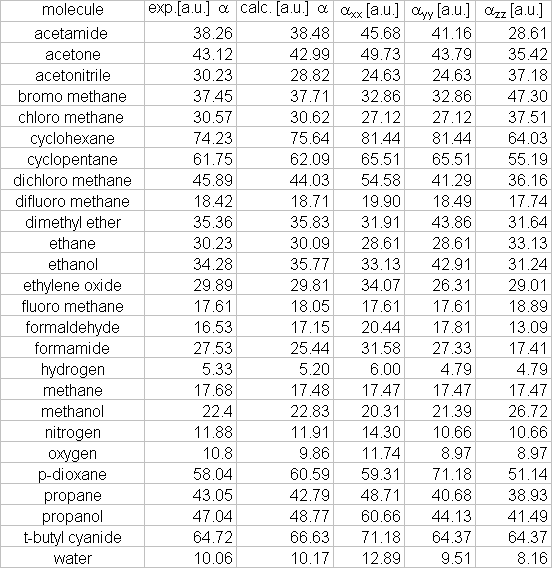 molecule exp.[a.u.] α calc. [a.u.] α αxx [a.u.] αyy [a.u.] αzz [a.u.]
acetamide 38.26 38.48 45.68 41.16 28.61
acetone 43.12 42.99 49.73 43.79 35.42
acetonitrile 30.23 28.82 24.63 24.63 37.18
bromo methane 37.45 37.71 32.86 32.86 47.30
chloro methane 30.57 30.62 27.12 27.12 37.51
cyclohexane 74.23 75.64 81.44 81.44 64.03
cyclopentane 61.75 62.09 65.51 65.51 55.19
dichloro methane 45.89 44.03 54.58 41.29 36.16
difluoro methane 18.42 18.71 19.90 18.49 17.74
dimethyl ether 35.36 35.83 31.91 43.86 31.64
ethane 30.23 30.09 28.61 28.61 33.13
ethanol 34.28 35.77 33.13 42.91 31.24
ethylene oxide 29.89 29.81 34.07 26.31 29.01
fluoro methane 17.61 18.05 17.61 17.61 18.89
formaldehyde 16.53 17.15 20.44 17.81 13.09
formamide 27.53 25.44 31.58 27.33 17.41
hydrogen 5.33 5.20 6.00 4.79 4.79
methane 17.68 17.48 17.47 17.47 17.47
methanol 22.4 22.83 20.31 21.39 26.72
nitrogen 11.88 11.91 14.30 10.66 10.66
oxygen 10.8 9.86 11.74 8.97 8.97
p-dioxane 58.04 60.59 59.31 71.18 51.14
propane 43.05 42.79 48.71 40.68 38.93
propanol 47.04 48.77 60.66 44.13 41.49
t-butyl cyanide 64.72 66.63 71.18 64.37 64.37
water 10.06 10.17 12.89 9.51 8.16